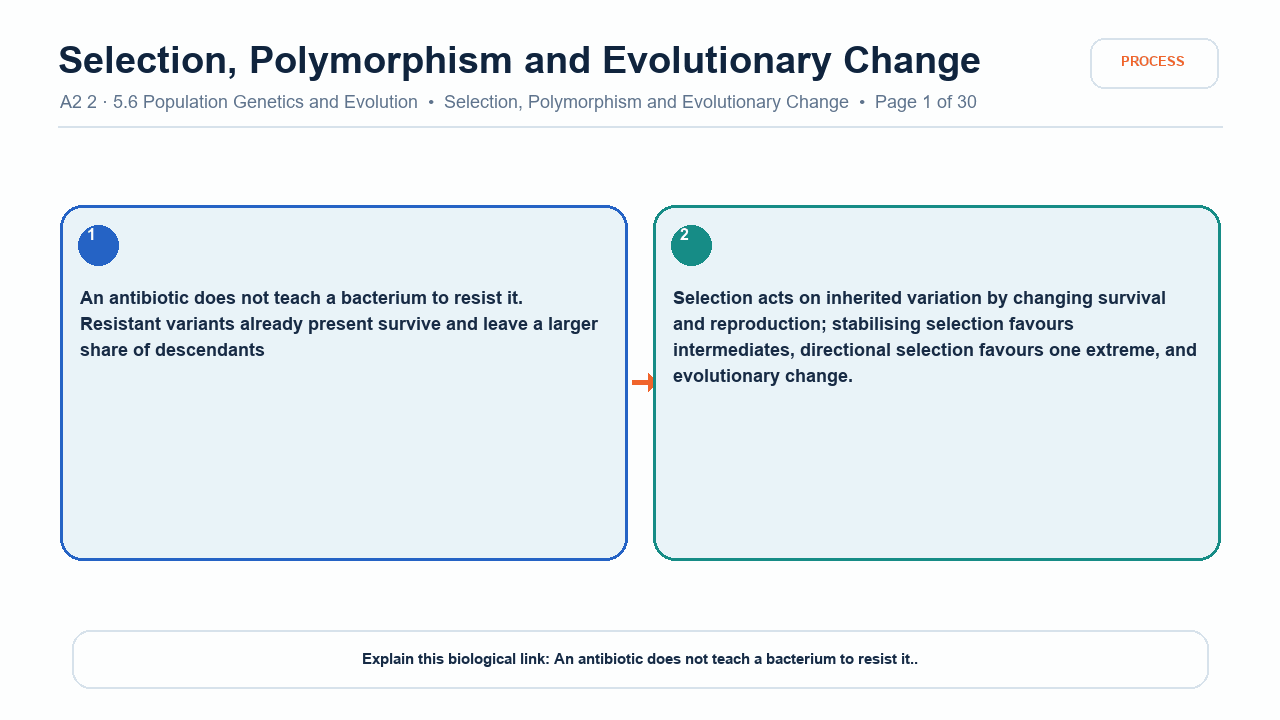 Selection, Polymorphism and Evolutionary Change
PROCESS
A2 2 · 5.6 Population Genetics and Evolution • Selection, Polymorphism and Evolutionary Change • Page 1 of 30
1
An antibiotic does not teach a bacterium to resist it.
Resistant variants already present survive and leave a larger
share of descendants
2
Selection acts on inherited variation by changing survival
and reproduction; stabilising selection favours
intermediates, directional selection favours one extreme, and
evolutionary change.
Explain this biological link: An antibiotic does not teach a bacterium to resist it..